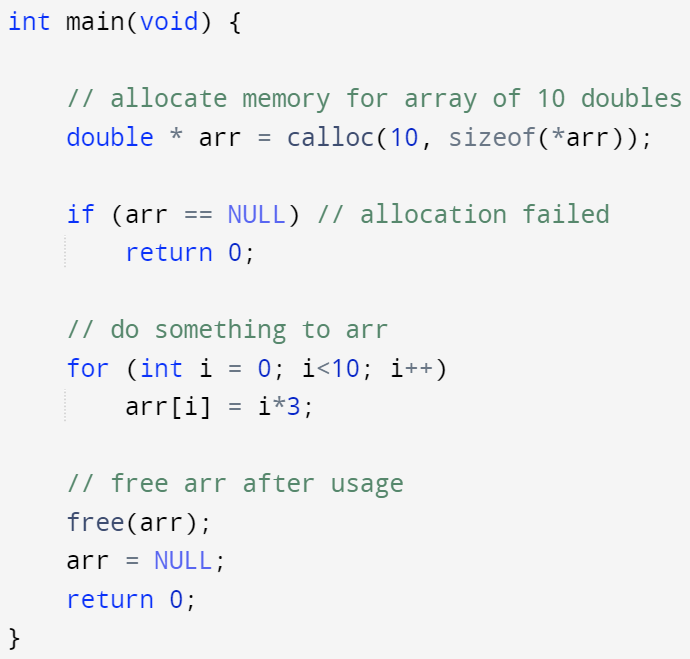 int main(void) {
// allocate memory for array of 10 doubles
double * arr = calloc(10, sizeof(*arr));
if (arr == NULL) // allocation failed
return 0;
// do something to arr
for (int i = 0; i<10; i++)
arr[i] = i*3;
// free arr after usage
free(arr);
arr = NULL;
return 0;
}